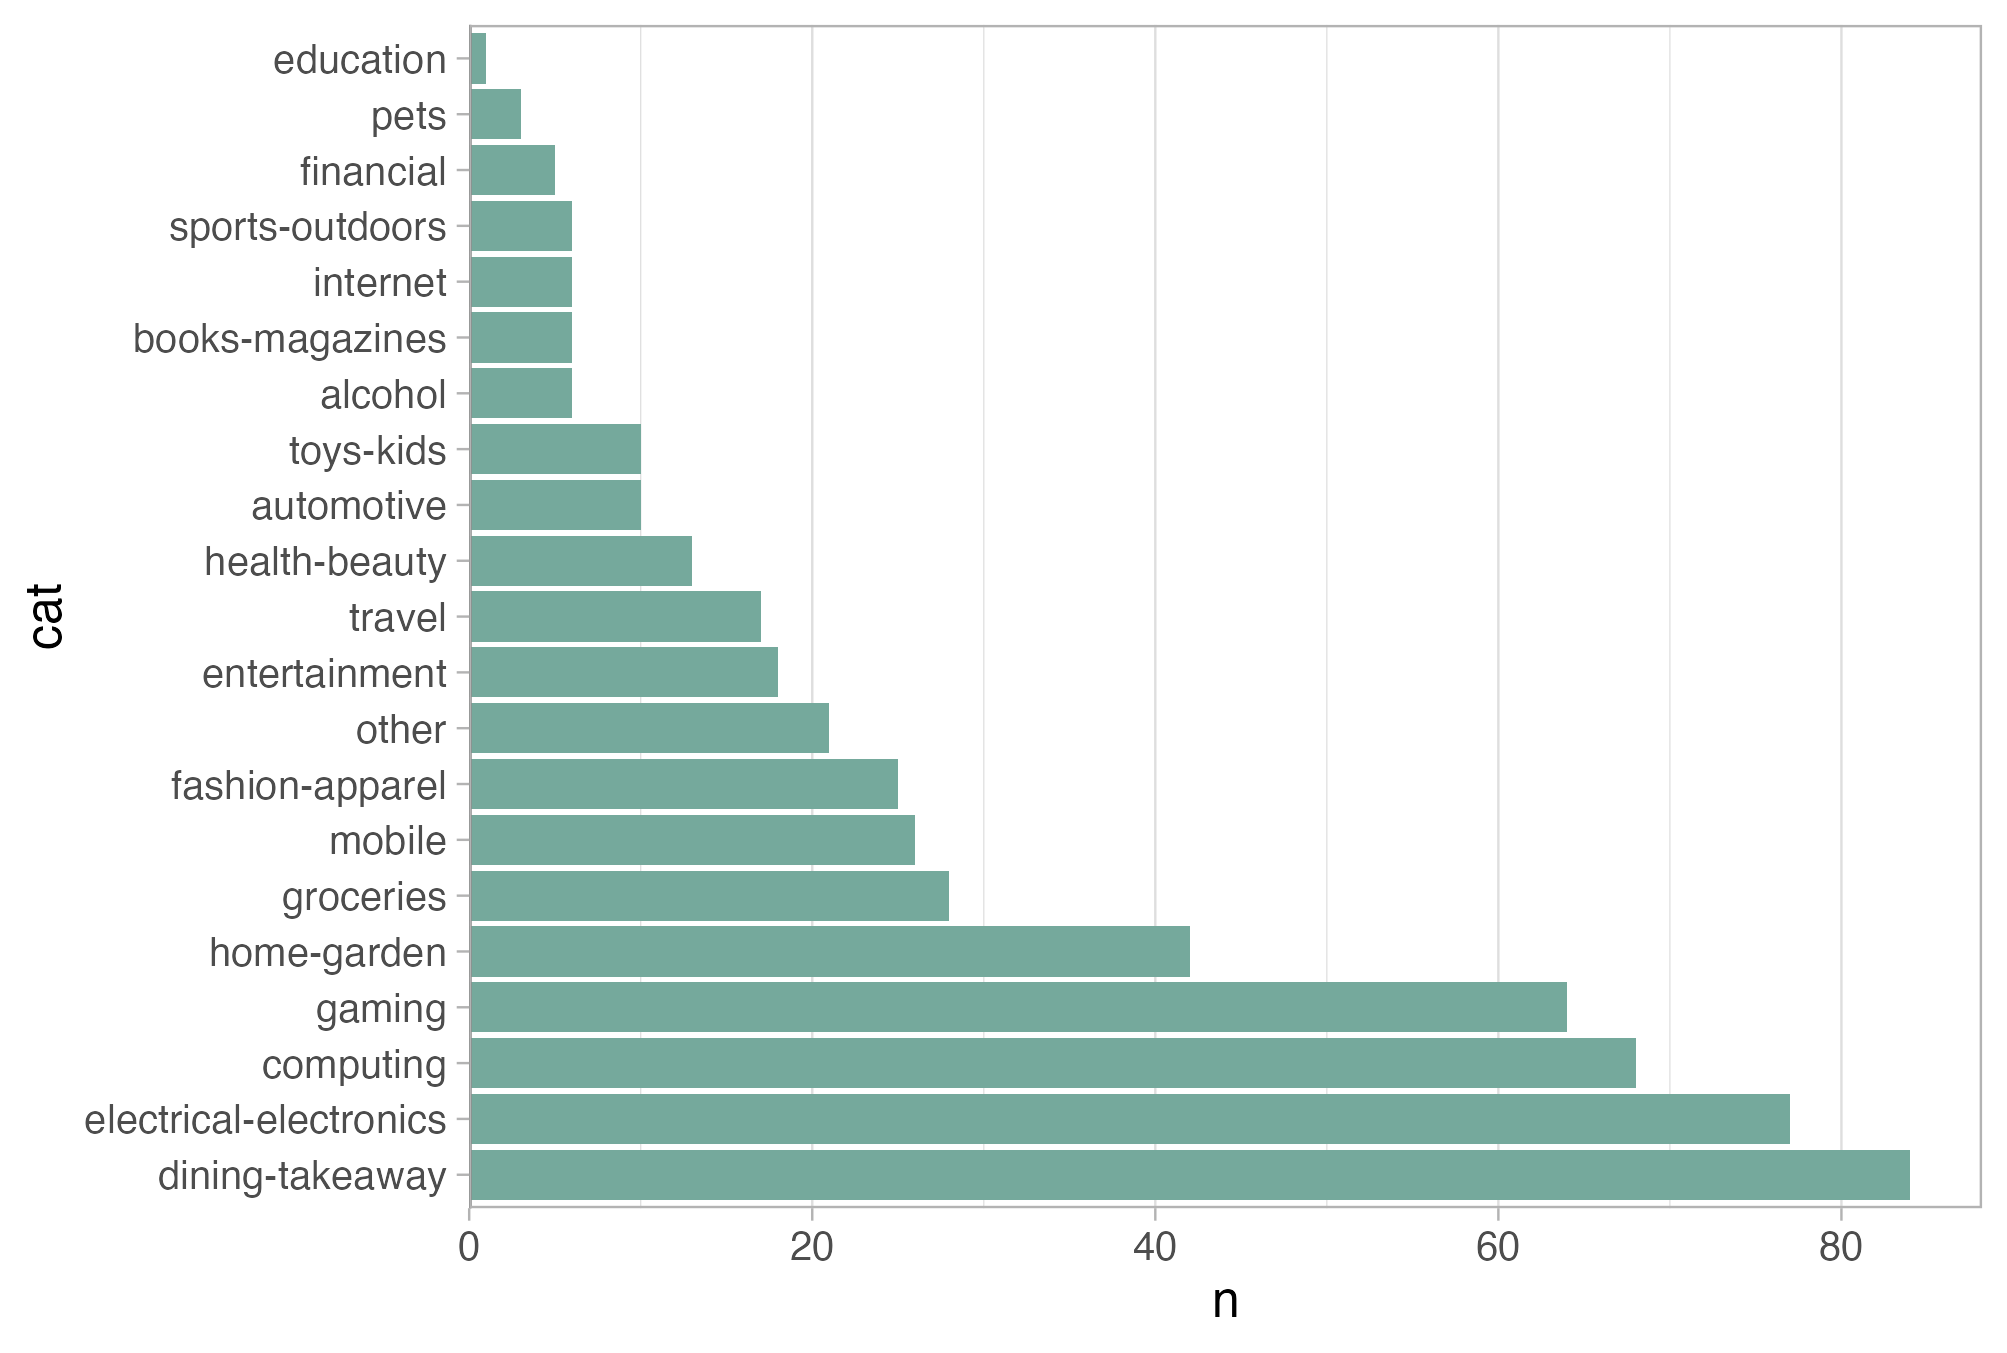 education
pets
financial
sports-outdoors
internet
books-magazines
alcohol
toys-kids
automotive
health-beauty
travel
entertainment
other
fashion-apparel
mobile
groceries
home-garden
gaming
computing
electrical-electronics
dining-takeaway
cat
0 20 40 60 80
n